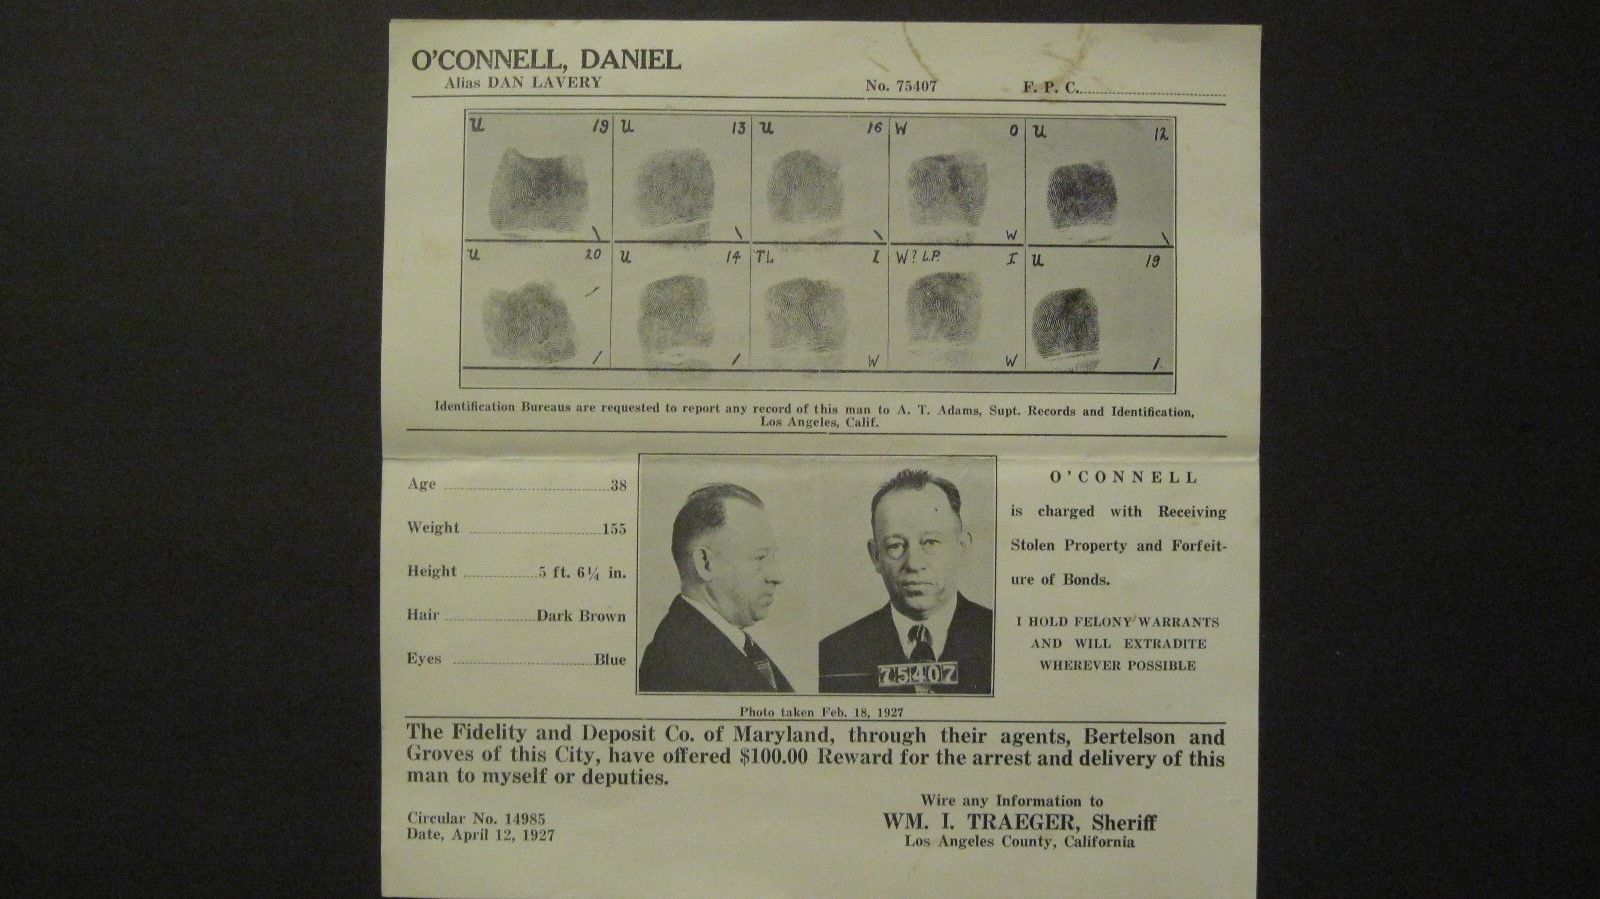 O'CONNELL, DANIEL
Alias DAN LAVERY
No. 75407
F. P. C.
U 19 U 13 U 16 W O U 12
\ \ \ W \
U 20 U 14 TL I W? L.P. I U 19
/
/ / W W /
Identification Bureaus are requested to report any record of this man to A. T. Adams, Supt. Records and Identification,
Los Angeles, Calif.
Age 38
Weight 155
Height 5 ft. 6¼ in.
Hair Dark Brown
Eyes Blue
75407
Photo taken Feb. 18, 1927
O'CONNELL
is charged with Receiving
Stolen Property and Forfeit-
ure of Bonds.
I HOLD FELONY WARRANTS
AND WILL EXTRADITE
WHEREVER POSSIBLE
The Fidelity and Deposit Co. of Maryland, through their agents, Bertelson and
Groves of this City, have offered $100.00 Reward for the arrest and delivery of this
man to myself or deputies.
Circular No. 14985
Date, April 12, 1927
Wire any Information to
WM. I. TRAEGER, Sheriff
Los Angeles County, California